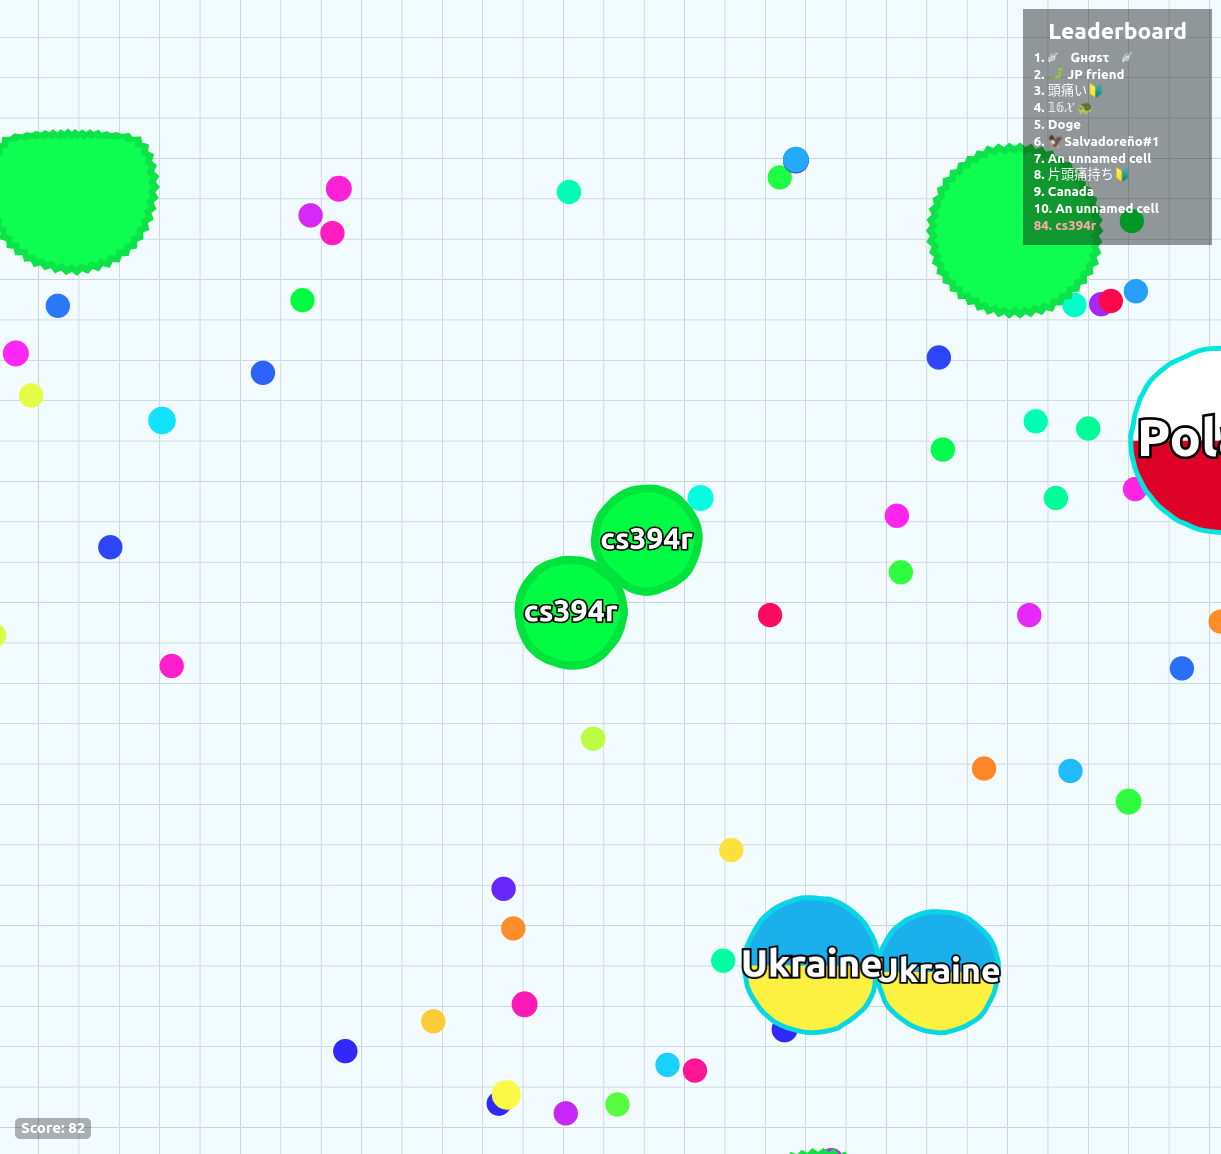 Leaderboard
1. Gнσsτ
2. JP friend
3. 頭痛い🔰
4. 𝟙𝟞𝓧 🐢
5. Doge
6. 🦅Salvadoreño#1
7. An unnamed cell
8. 片頭痛持ち🔰
9. Canada
10. An unnamed cell
84. cs394r
cs394r
cs394r
Ukraine
Ukraine
Score: 82